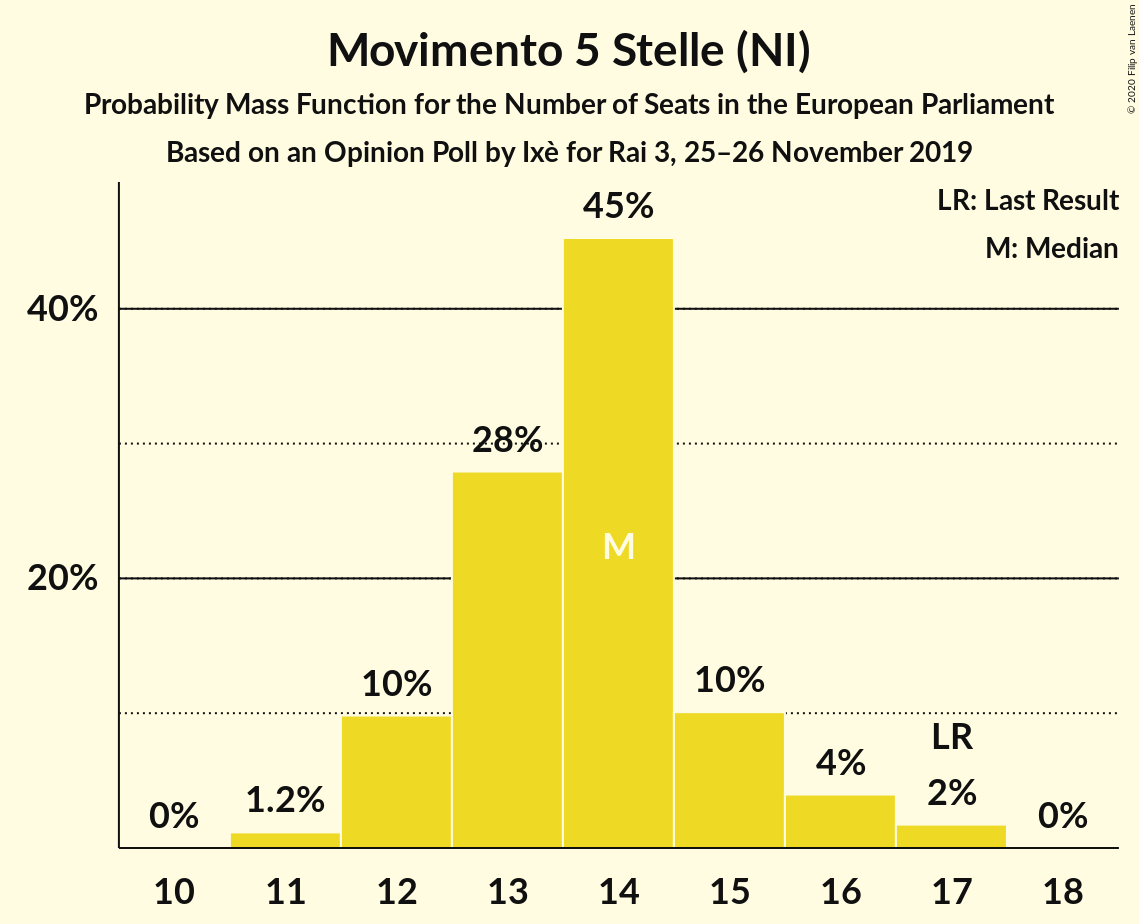 Movimento 5 Stelle (NI)
Probability Mass Function for the Number of Seats in the European Parliament
Based on an Opinion Poll by Ixè for Rai 3, 25–26 November 2019
© 2020 Filip van Laenen
LR: Last Result
M: Median
45%
40%
28%
M
20%
10%
10%
LR
4%
2%
1.2%
0%
0%
10 11 12 13 14 15 16 17 18